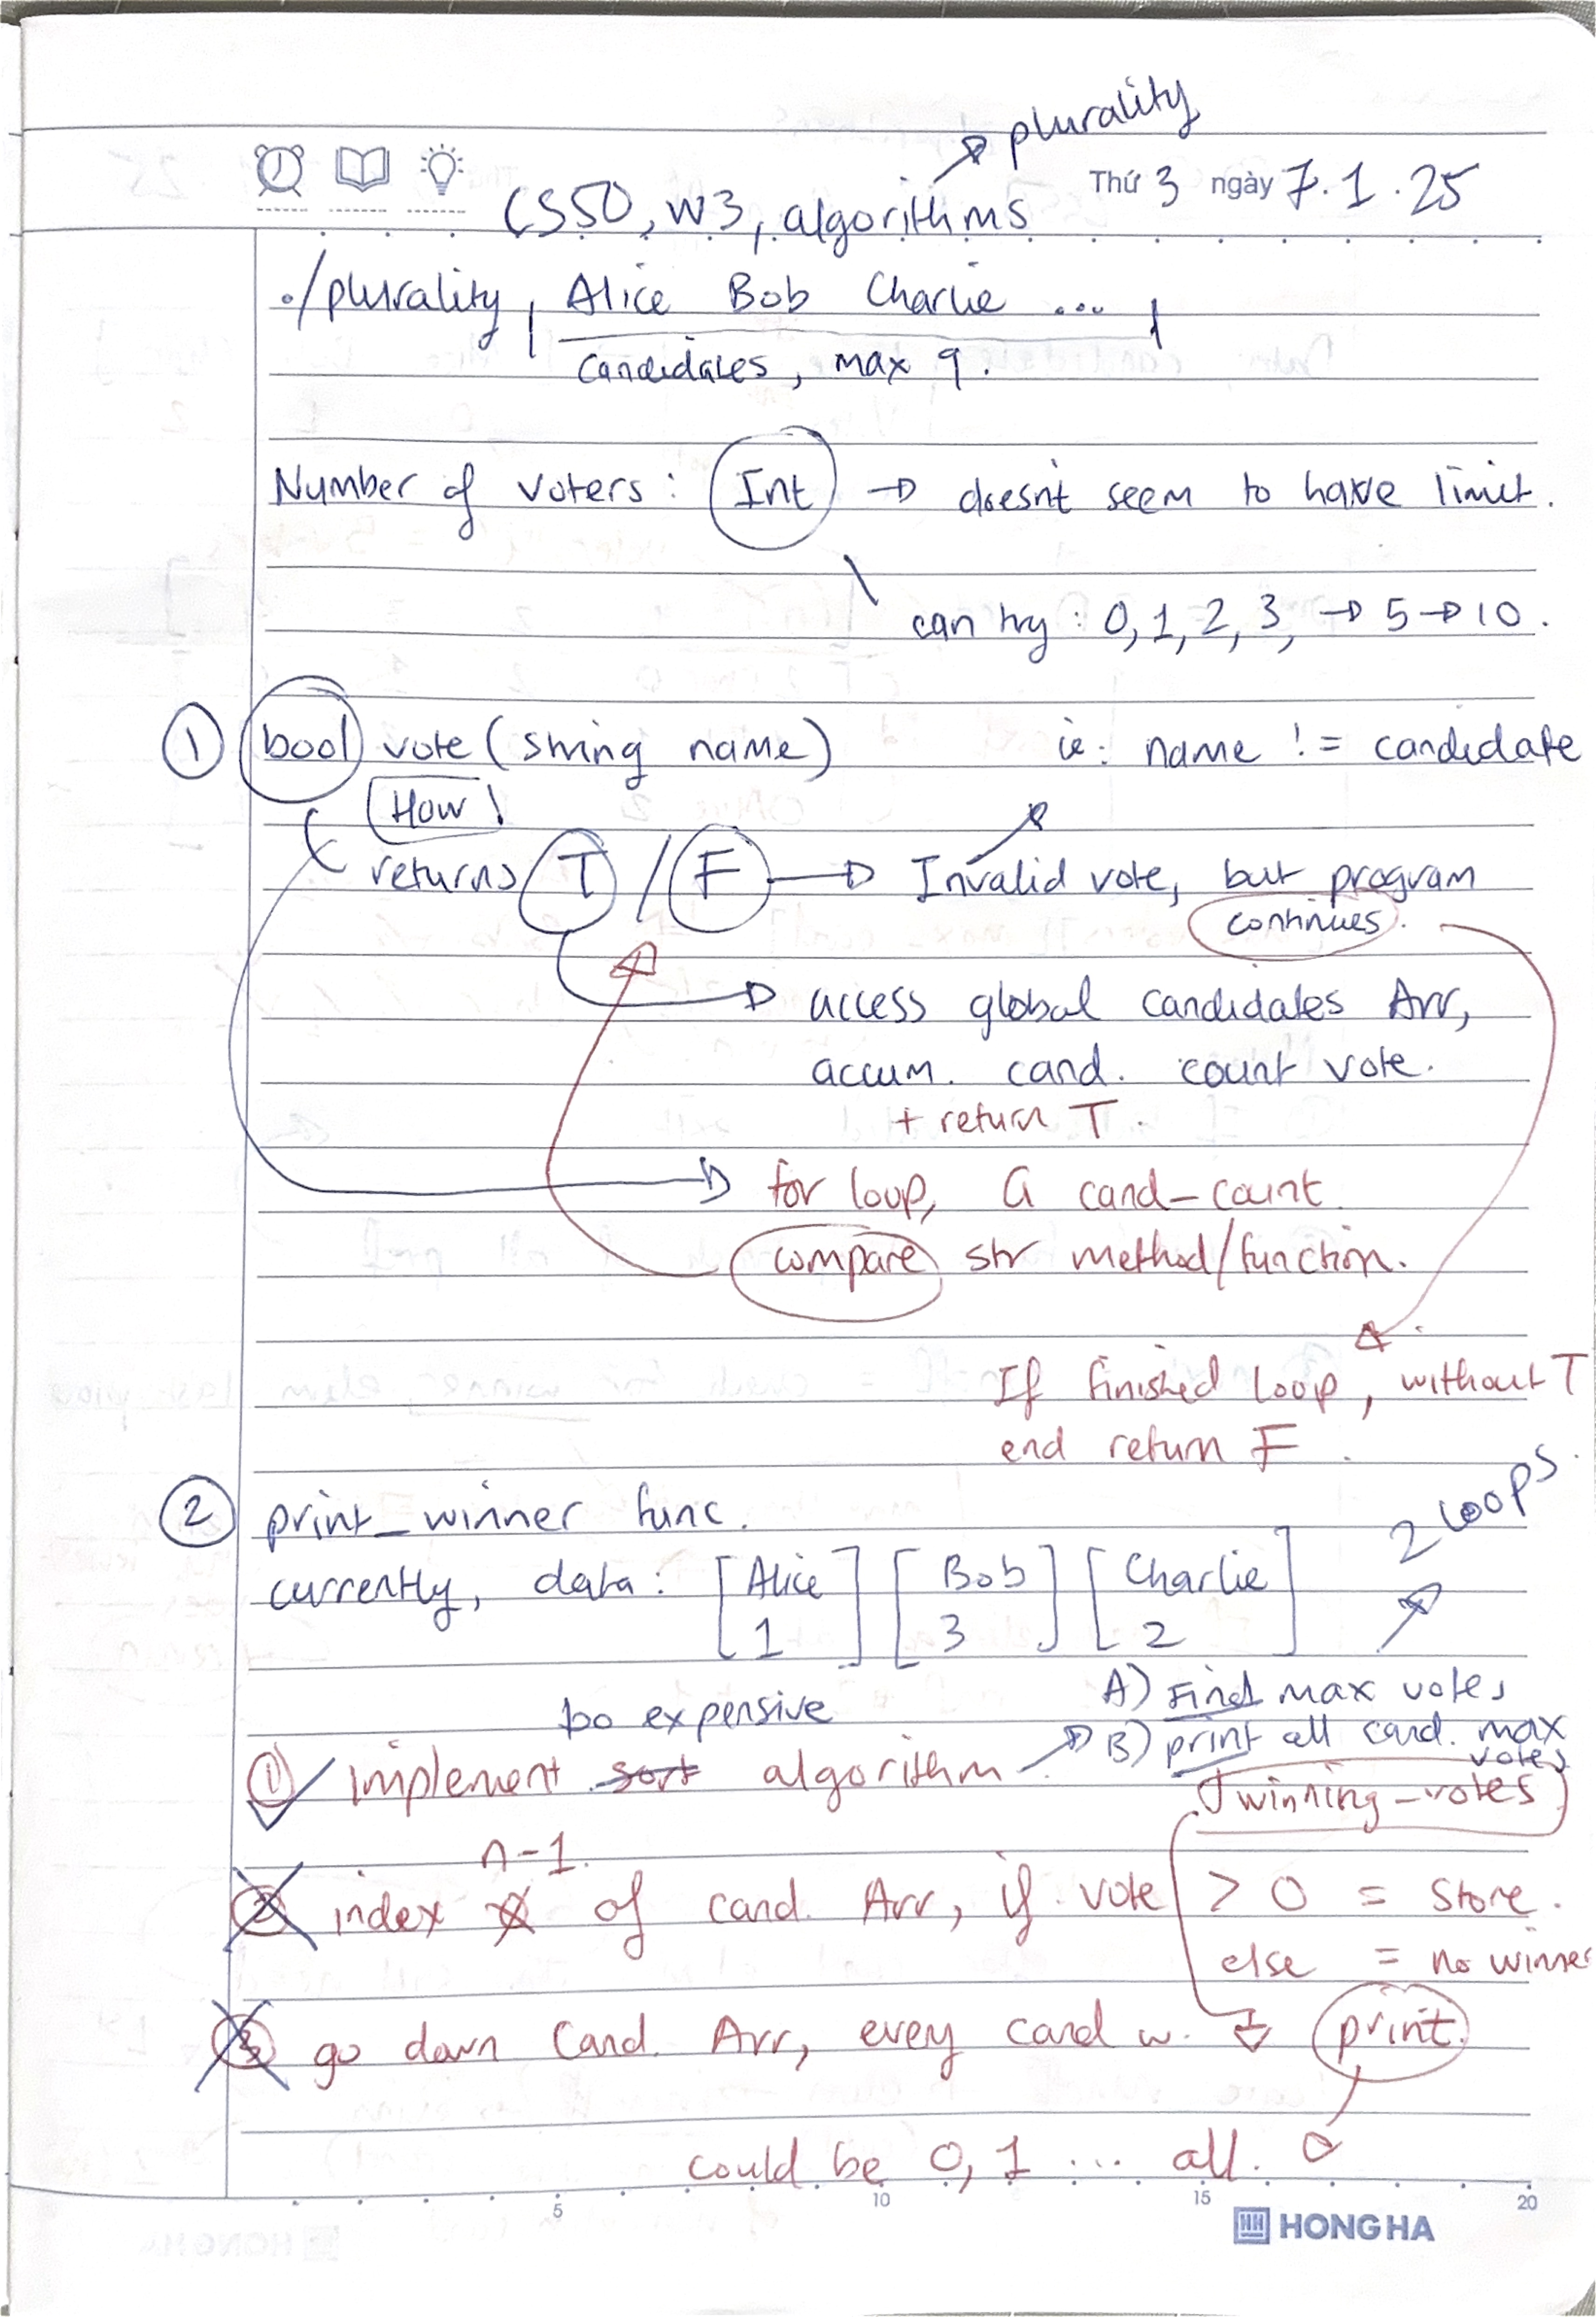 plurality
Thứ 3 ngày 7.1.25
CS50, W3, algorithms
./plurality, Alice Bob Charlie ...
Candidates, max 9.
Number of voters: Int → doesnt seem to have limit.
can try: 0, 1, 2, 3, → 5 → 10.
① bool vote (string name) ie: name != candidate
How!
returns T / F → Invalid vote, but program
continues.
access global candidates Arr,
accum. cand. count vote.
+ return T.
for loop, G cand-count.
compare str method/function.
If finished loop, without T
end return F.
② print_winner func.
2 loops.
currently, data: [Alice 1] [Bob 3] [Charlie 2]
A) Find max votes
too expensive
B) print all cand. max votes
① implement sort algorithm
winning-votes
n-1.
② index of cand. Arr, if vote > 0 = store.
else = no winner
③ go down Cand. Arr, every cand w. print.
could be 0, 1 ... all.
5 10 15 20
HONG HA